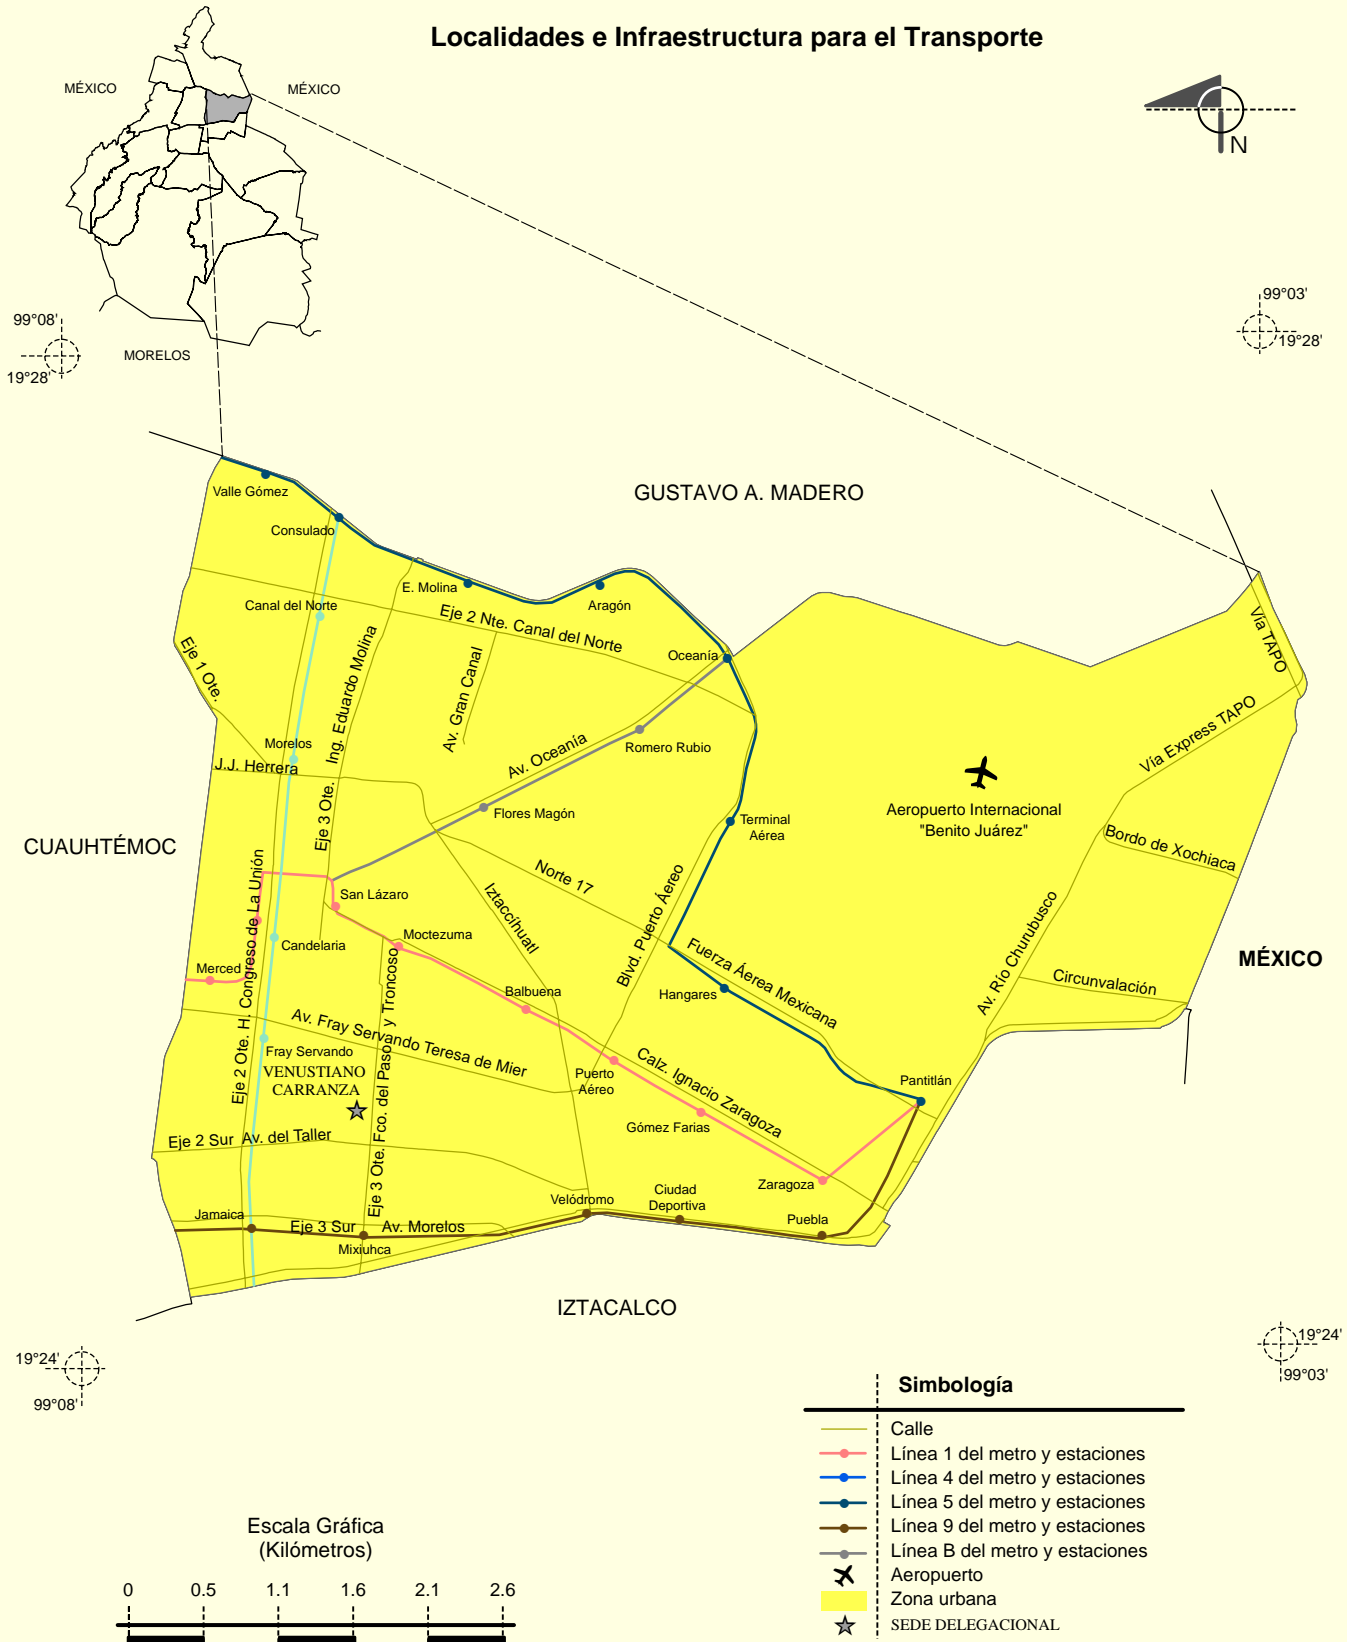 Localidades e Infraestructura para el Transporte
MÉXICO
MÉXICO
N
99°03'
19°28'
99°08'
19°28'
MORELOS
GUSTAVO A. MADERO
Valle Gómez
Consulado
E. Molina
Aragón
Canal del Norte
Eje 2 Nte. Canal del Norte
Eje 1 Ote.
Ing. Eduardo Molina
Eje 3 Ote.
Av. Gran Canal
Oceanía
Vía TAPO
Vía Express TAPO
Morelos
J.J. Herrera
Av. Oceanía
Romero Rubio
Flores Magón
Terminal
Aérea
Aeropuerto Internacional
"Benito Juárez"
Bordo de Xochiaca
CUAUHTÉMOC
Norte 17
San Lázaro
Iztaccíhuatl
Blvd. Puerto Áereo
Eje 2 Ote. H. Congreso de La Unión
Candelaria
Moctezuma
Merced
Balbuena
Hangares
Fuerza Áerea Mexicana
Av. Río Churubusco
Circunvalación
MÉXICO
Av. Fray Servando Teresa de Mier
Fray Servando
VENUSTIANO
CARRANZA
Eje 3 Ote. Fco. del Paso y Troncoso
Puerto
Aéreo
Calz. Ignacio Zaragoza
Gómez Farias
Pantitlán
Eje 2 Sur Av. del Taller
Zaragoza
Velódromo
Ciudad
Deportiva
Puebla
Jamaica
Eje 3 Sur
Av. Morelos
Mixiuhca
IZTACALCO
19°24'
99°08'
19°24'
99°03'
Simbología
Calle
Línea 1 del metro y estaciones
Línea 4 del metro y estaciones
Línea 5 del metro y estaciones
Línea 9 del metro y estaciones
Línea B del metro y estaciones
Aeropuerto
Zona urbana
SEDE DELEGACIONAL
Escala Gráfica
(Kilómetros)
0 0.5 1.1 1.6 2.1 2.6